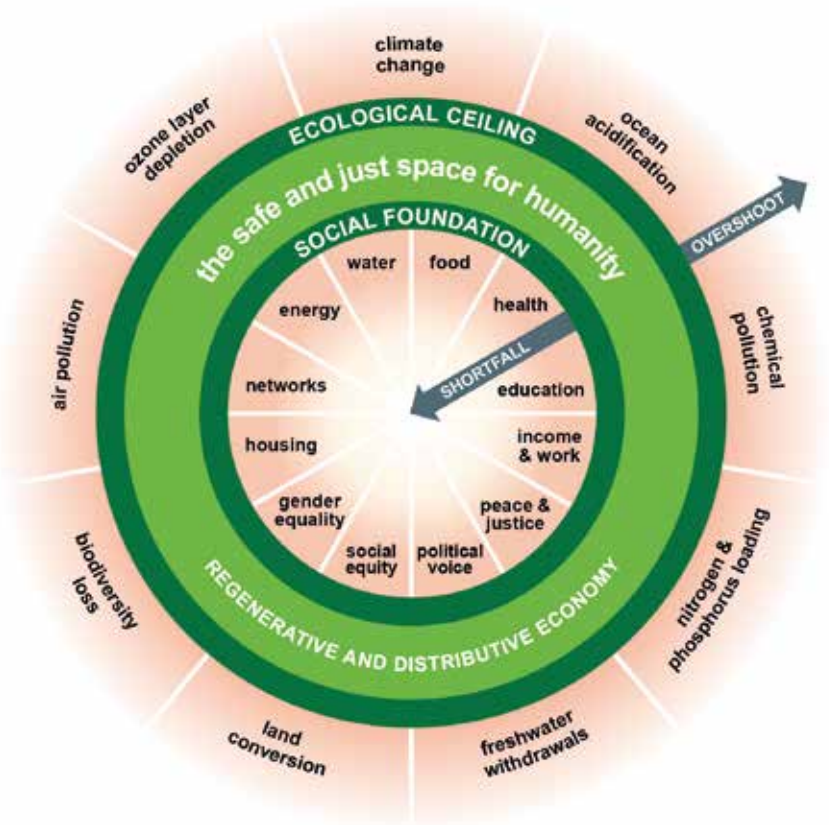 climate
change
ocean
acidification
OVERSHOOT
chemical
pollution
nitrogen &
phosphorus loading
freshwater
withdrawals
land
conversion
biodiversity
loss
air pollution
ozone layer
depletion
ECOLOGICAL CEILING
the safe and just space for humanity
SOCIAL FOUNDATION
water
food
health
SHORTFALL
education
income
& work
peace &
justice
political
voice
social
equity
gender
equality
housing
networks
energy
REGENERATIVE AND DISTRIBUTIVE ECONOMY